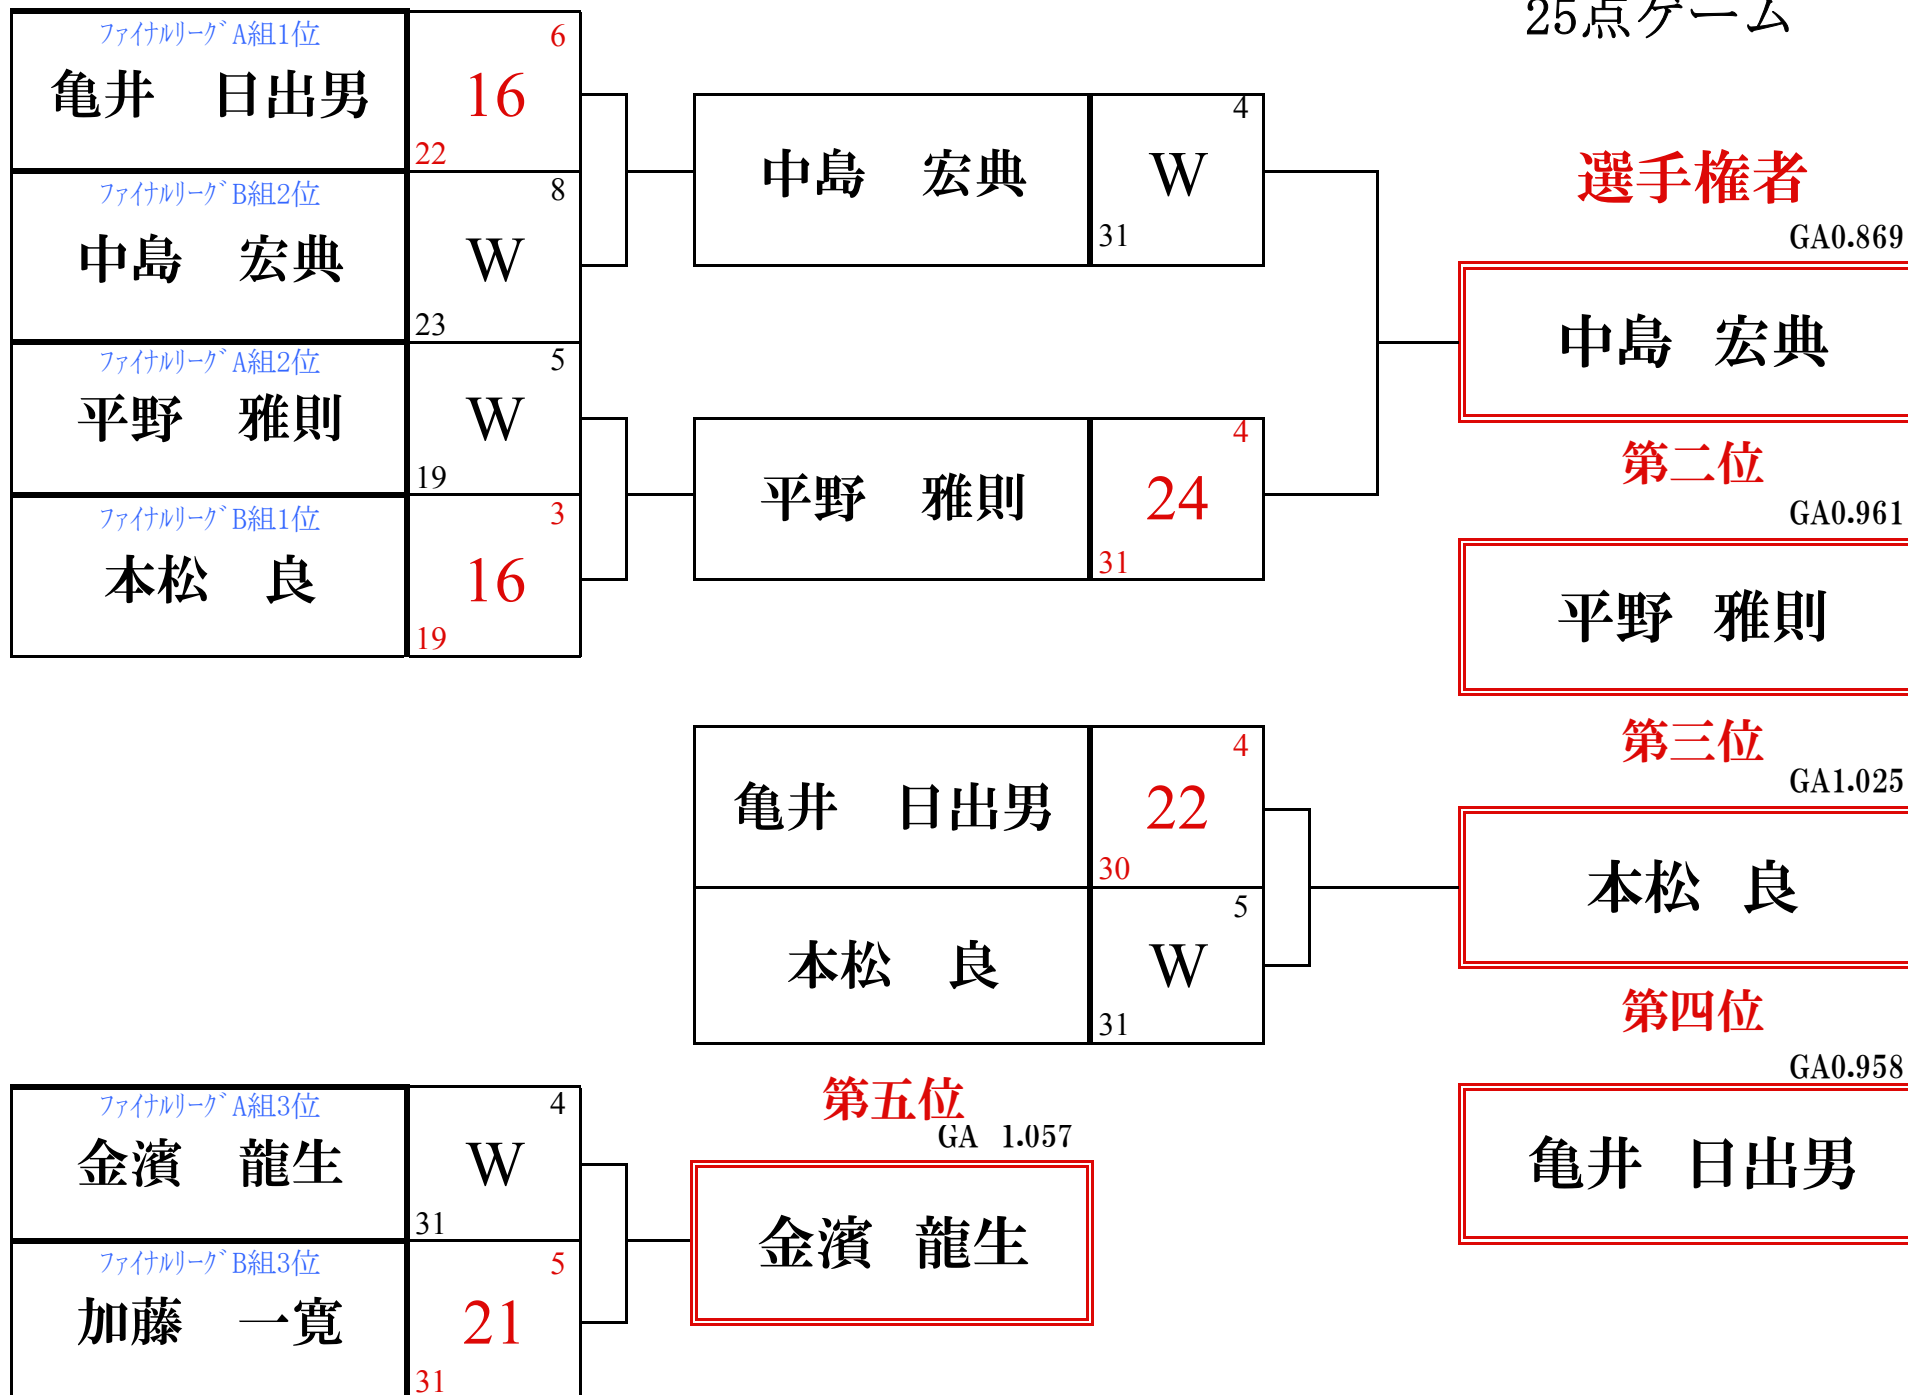 25点ゲーム
ﾌｧｲﾅﾙﾘｰｸﾞA組1位
亀井　日出男
6
16
22
ﾌｧｲﾅﾙﾘｰｸﾞB組2位
中島　宏典
8
W
23
ﾌｧｲﾅﾙﾘｰｸﾞA組2位
平野　雅則
5
W
19
ﾌｧｲﾅﾙﾘｰｸﾞB組1位
本松　良
3
16
19
中島　宏典
4
W
31
平野　雅則
4
24
31
選手権者
GA0.869
中島 宏典
第二位
GA0.961
平野 雅則
亀井　日出男
4
22
30
本松　良
5
W
31
第三位
GA1.025
本松 良
第四位
GA0.958
亀井 日出男
ﾌｧｲﾅﾙﾘｰｸﾞA組3位
金濱　龍生
4
W
31
ﾌｧｲﾅﾙﾘｰｸﾞB組3位
加藤　一寛
5
21
31
第五位
GA 1.057
金濱 龍生